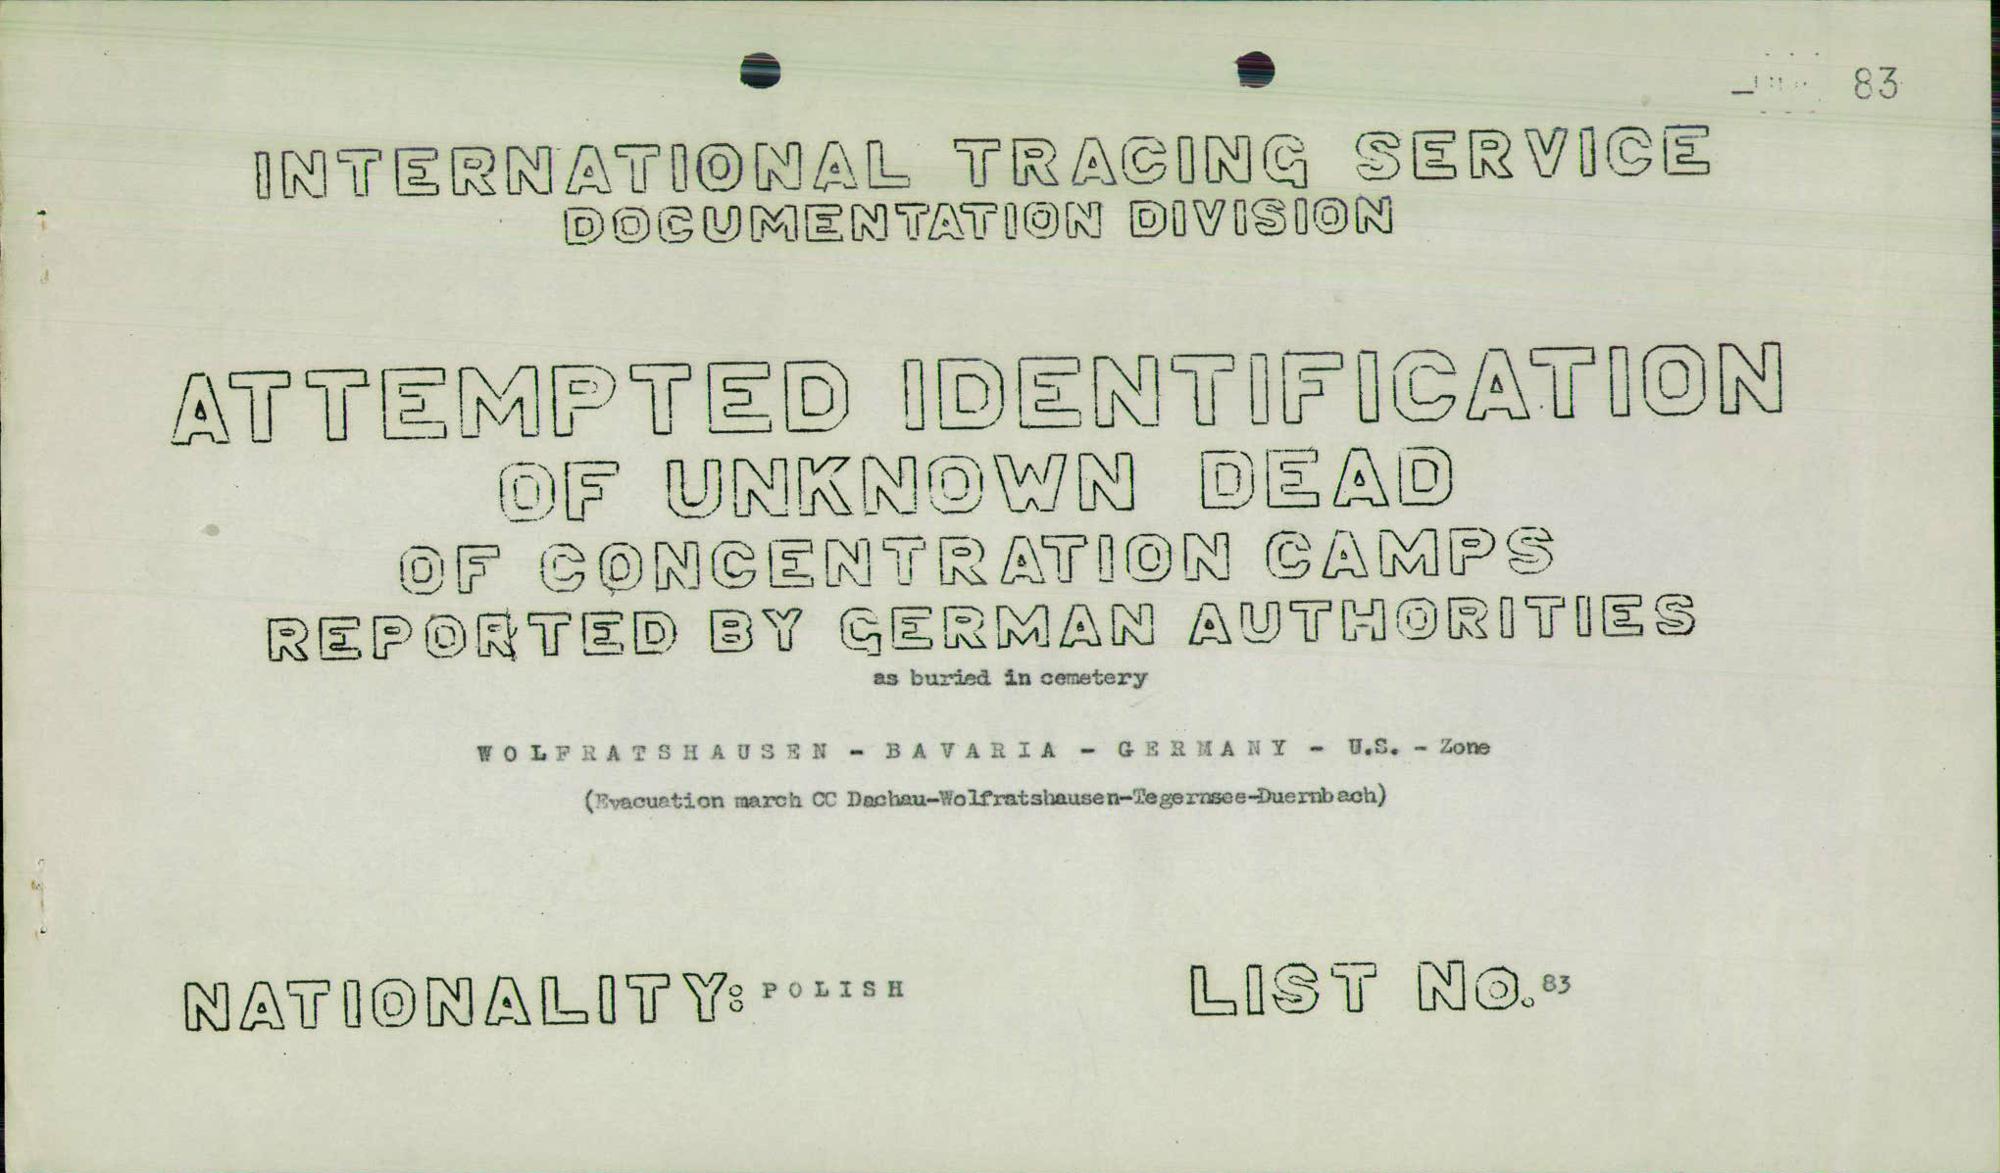 83
INTERNATIONAL TRACING SERVICE
DOCUMENTATION DIVISION
ATTEMPTED IDENTIFICATION
OF UNKNOWN DEAD
OF CONCENTRATION CAMPS
REPORTED BY GERMAN AUTHORITIES
as buried in cemetery
WOLFRATSHAUSEN - BAVARIA - GERMANY - U.S. - Zone
(Evacuation march CC Dachau-Wolfratshausen-Tegernsee-Duernbach)
NATIONALITY: POLISH LIST No. 83